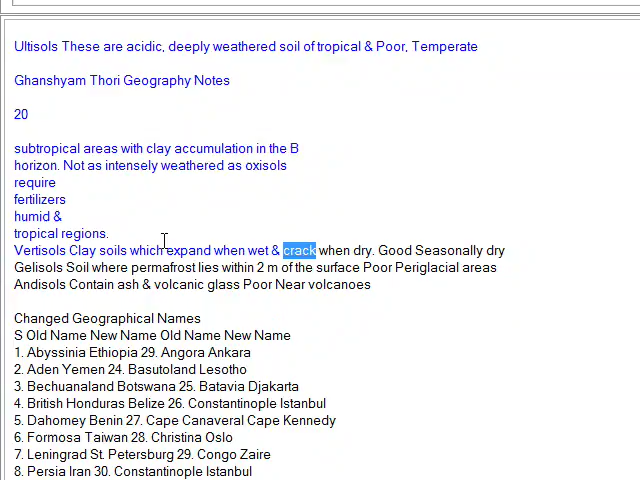 Ultisols These are acidic, deeply weathered soil of tropical & Poor, Temperate
Ghanshyam Thori Geography Notes
20
subtropical areas with clay accumulation in the B
horizon. Not as intensely weathered as oxisols
require
fertilizers
humid &
tropical regions.
Vertisols Clay soils which expand when wet & crack when dry. Good Seasonally dry
Gelisols Soil where permafrost lies within 2 m of the surface Poor Periglacial areas
Andisols Contain ash & volcanic glass Poor Near volcanoes
Changed Geographical Names
S Old Name New Name Old Name New Name
1. Abyssinia Ethiopia 29. Angora Ankara
2. Aden Yemen 24. Basutoland Lesotho
3. Bechuanaland Botswana 25. Batavia Djakarta
4. British Honduras Belize 26. Constantinople Istanbul
5. Dahomey Benin 27. Cape Canaveral Cape Kennedy
6. Formosa Taiwan 28. Christina Oslo
7. Leningrad St. Petersburg 29. Congo Zaire
8. Persia Iran 30. Constantinople Istanbul